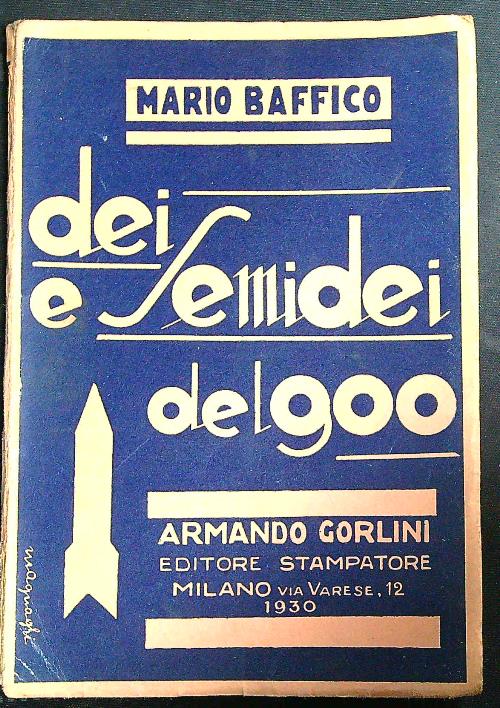 MARIO BAFFICO
dei
e Semidei
del 900
ARMANDO GORLINI
EDITORE STAMPATORE
MILANO VIA VARESE, 12
1930